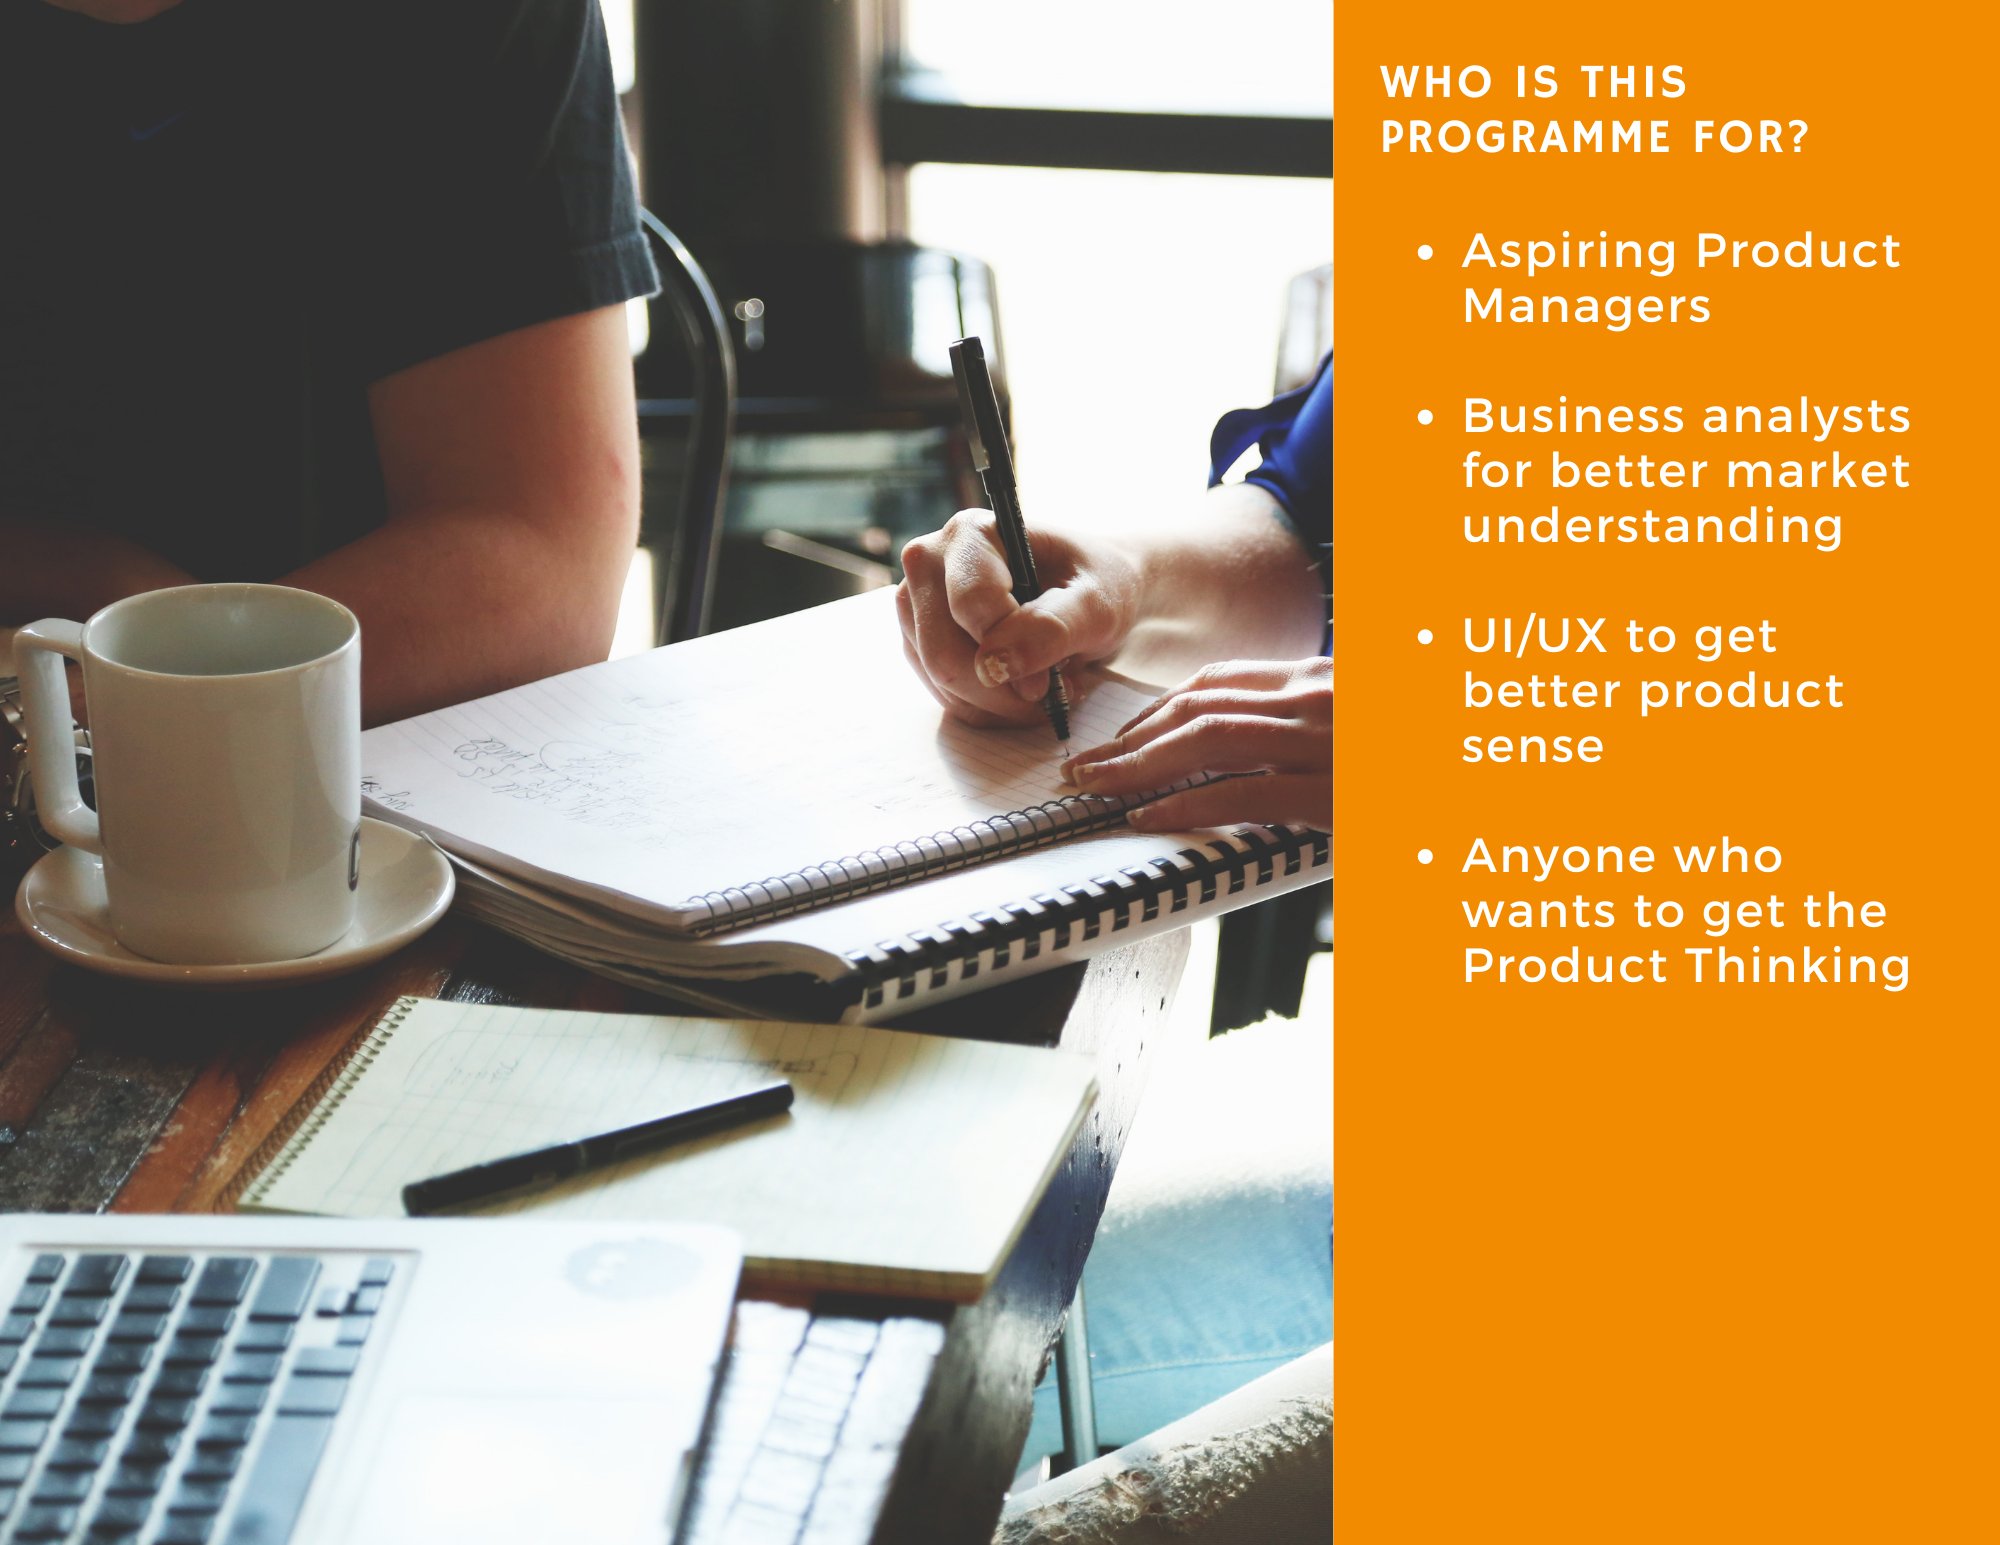 WHO IS THIS
PROGRAMME FOR?
• Aspiring Product
Managers
• Business analysts
for better market
understanding
• UI/UX to get
better product
sense
• Anyone who
wants to get the
Product Thinking